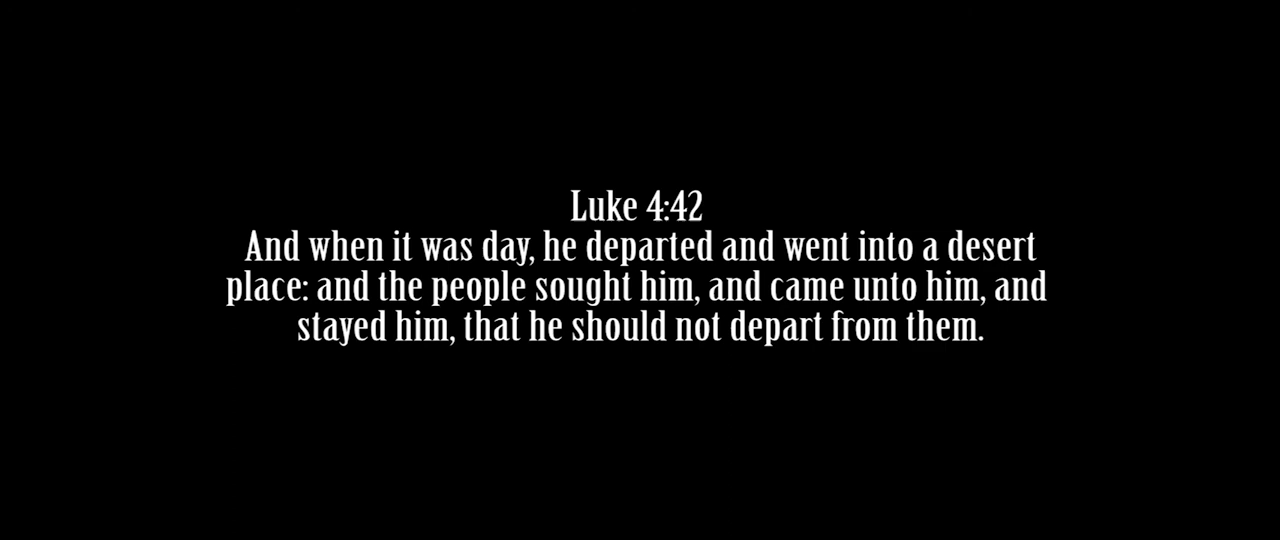 Luke 4:42
And when it was day, he departed and went into a desert
place: and the people sought him, and came unto him, and
stayed him, that he should not depart from them.